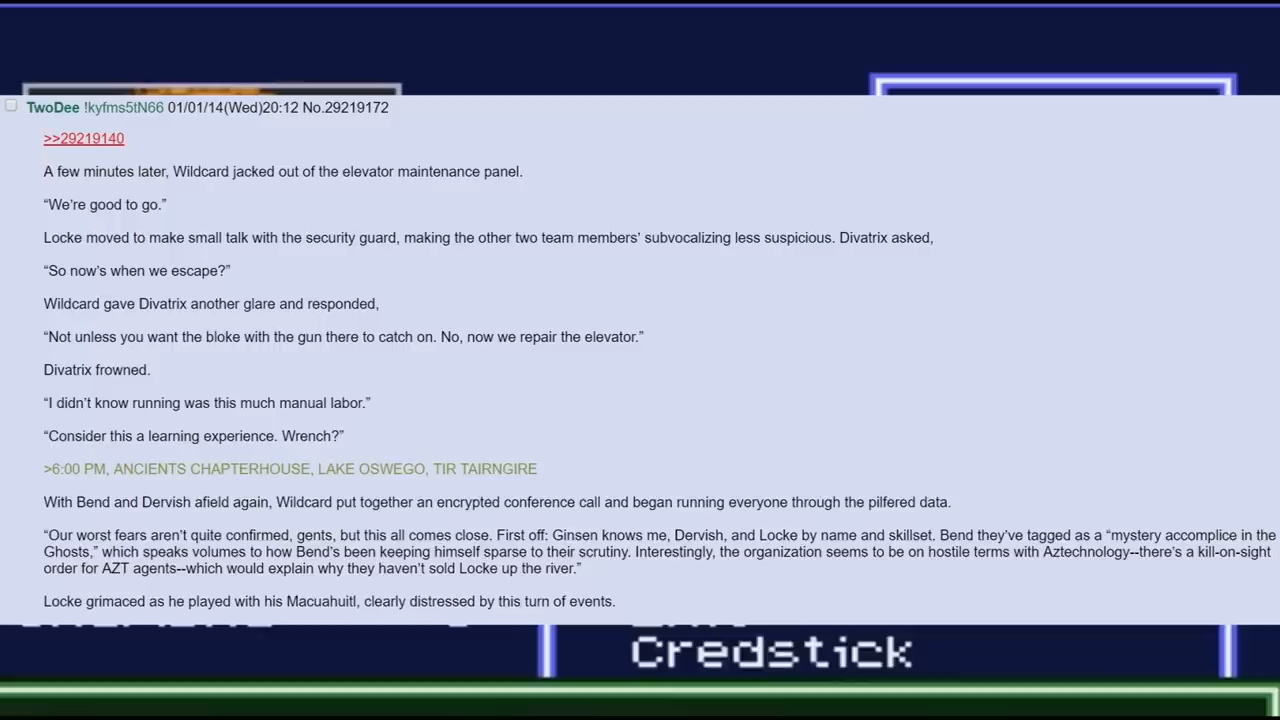 TwoDee !kyfms5tN66 01/01/14(Wed)20:12 No.29219172
>>29219140
A few minutes later, Wildcard jacked out of the elevator maintenance panel.
“We’re good to go.”
Locke moved to make small talk with the security guard, making the other two team members’ subvocalizing less suspicious. Divatrix asked,
“So now’s when we escape?”
Wildcard gave Divatrix another glare and responded,
“Not unless you want the bloke with the gun there to catch on. No, now we repair the elevator.”
Divatrix frowned.
“I didn’t know running was this much manual labor.”
“Consider this a learning experience. Wrench?”
>6:00 PM, ANCIENTS CHAPTERHOUSE, LAKE OSWEGO, TIR TAIRNGIRE
With Bend and Dervish afield again, Wildcard put together an encrypted conference call and began running everyone through the pilfered data.
“Our worst fears aren’t quite confirmed, gents, but this all comes close. First off: Ginsen knows me, Dervish, and Locke by name and skillset. Bend they’ve tagged as a “mystery accomplice in the
Ghosts,” which speaks volumes to how Bend’s been keeping himself sparse to their scrutiny. Interestingly, the organization seems to be on hostile terms with Aztechnology--there’s a kill-on-sight
order for AZT agents--which would explain why they haven’t sold Locke up the river.”
Locke grimaced as he played with his Macuahuitl, clearly distressed by this turn of events.
Credstick